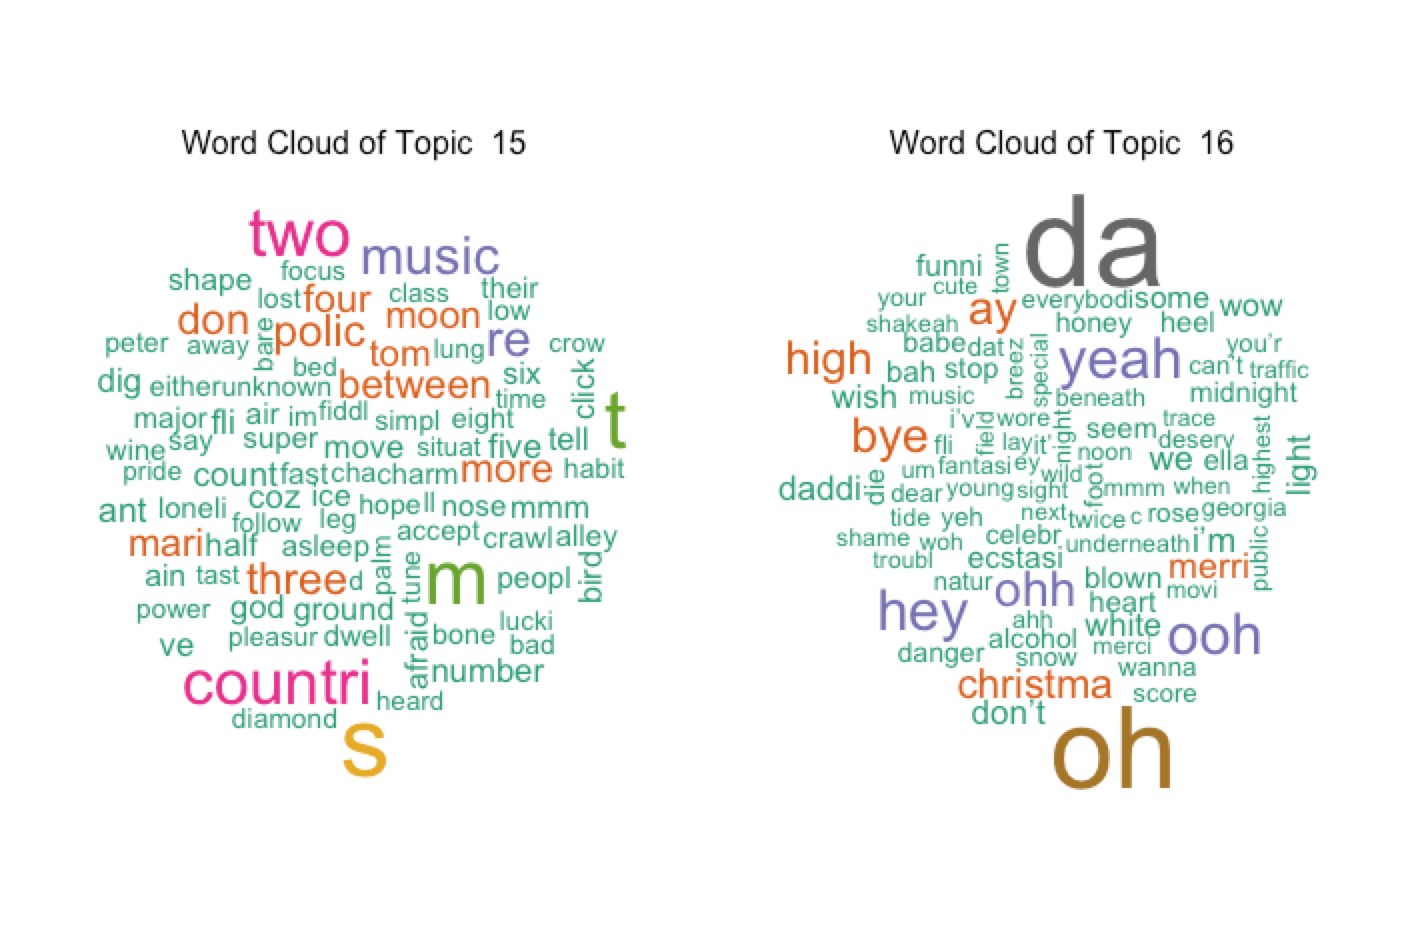 Word Cloud of Topic 15
two
music
focus
shape
their
lost four class
don moon low
bare polic re
peter away tom lung crow
bed
dig either unknown between six click
time
t
major fli air im fiddl simpl eight
wine say super move situat five tell
pride count fast cha charm more habit
coz ice hope ll nose mmm
ant loneli follow leg
accept crawl alley
mari half asleep palm
ain tast three d tune m peopl bird
power god ground
lucki
ve pleasur dwell afraid bone bad
countri number
heard
diamond
s
Word Cloud of Topic 16
da
funni town
cute
your ay everybodi some wow
shakeah honey heel
babe dat breez special yeah you'r
high bah stop can't traffic
wish music beneath midnight
i'v field wore night trace
bye fli lay it' seem desery
noon we ella highest light
um fantasi ey wild foot
daddi die dear young sight mmm when
tide yeh next twice c rose georgia
shame woh celebr underneath i'm public
troubl ecstasi merri
natur ohh blown movi
hey heart
ahh white ooh
alcohol merci
danger snow wanna
christma score
don't
oh